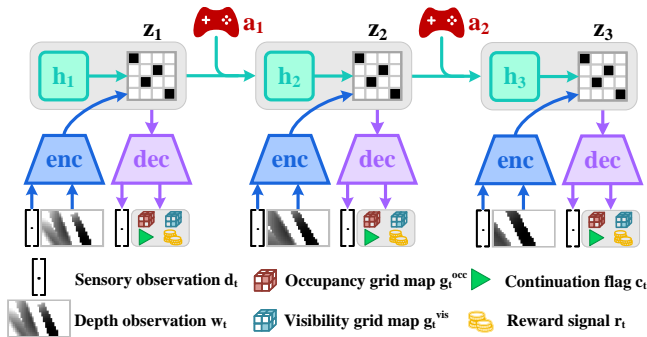 z₁ a₁ z₂ a₂ z₃
h₁ h₂ h₃
enc dec enc dec enc dec
Sensory observation dₜ Occupancy grid map gₜᵒᶜᶜ Continuation flag cₜ
Depth observation wₜ Visibility grid map gₜᵛⁱˢ Reward signal rₜ